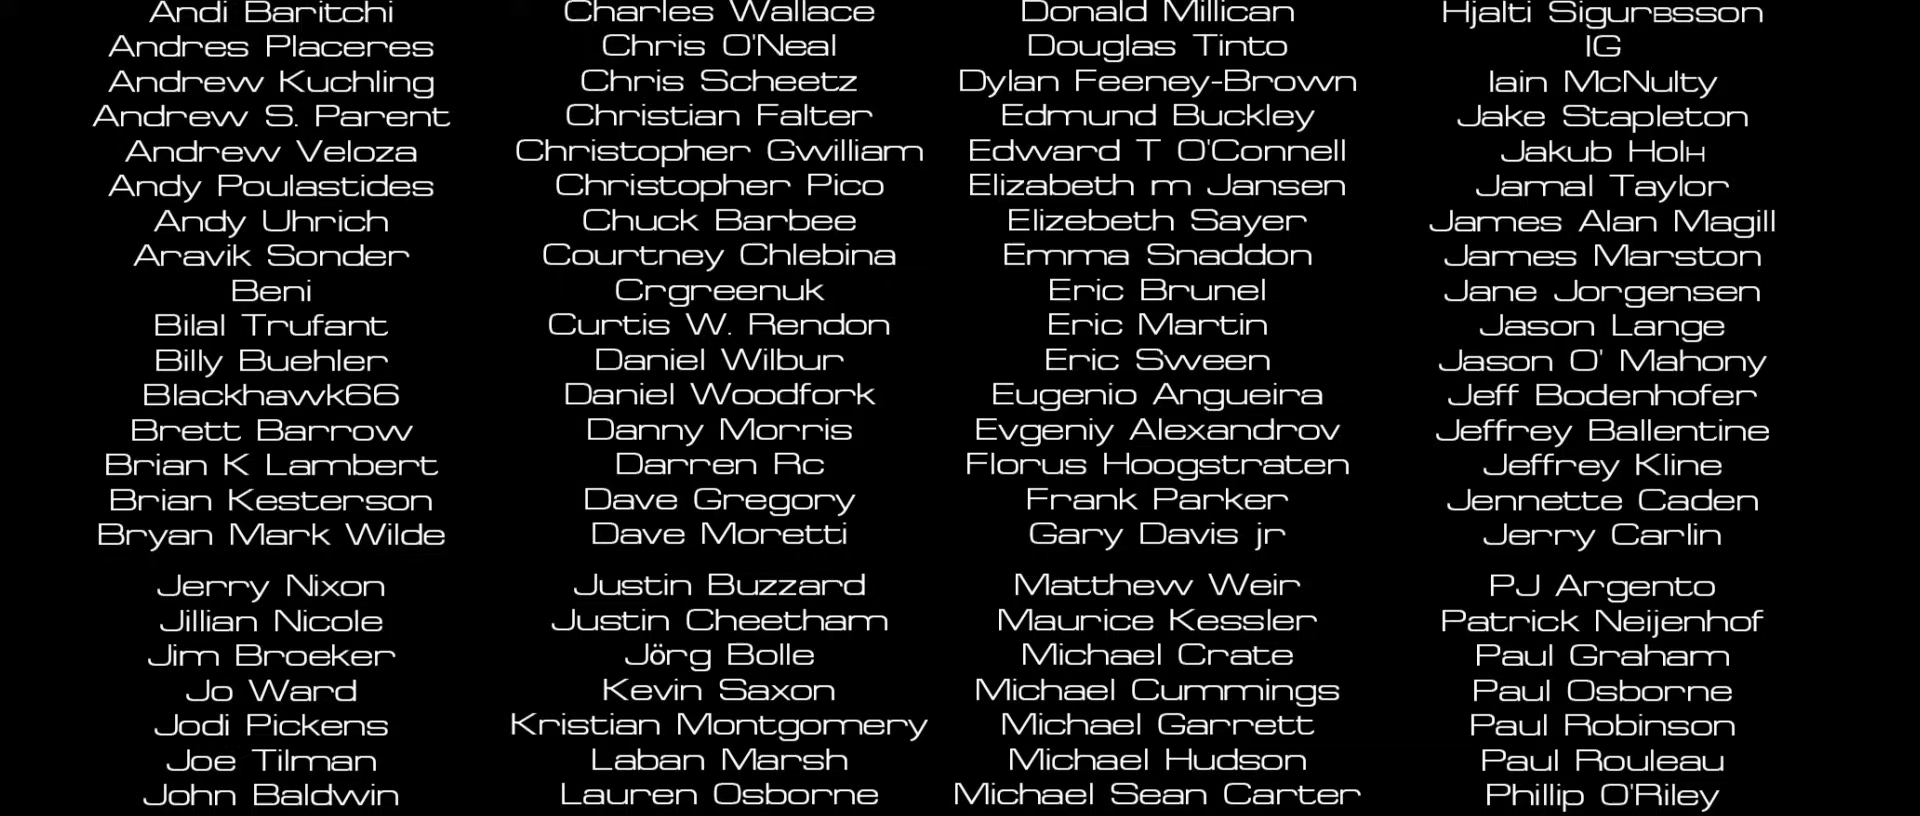 Andi Baritchi
Andres Placeres
Andrew Kuchling
Andrew S. Parent
Andrew Veloza
Andy Poulastides
Andy Uhrich
Aravik Sonder
Beni
Bilal Trufant
Billy Buehler
Blackhawk66
Brett Barrow
Brian K Lambert
Brian Kesterson
Bryan Mark Wilde
Charles Wallace
Chris O'Neal
Chris Scheetz
Christian Falter
Christopher Gwilliam
Christopher Pico
Chuck Barbee
Courtney Chlebina
Crgreenuk
Curtis W. Rendon
Daniel Wilbur
Daniel Woodfork
Danny Morris
Darren Rc
Dave Gregory
Dave Moretti
Donald Millican
Douglas Tinto
Dylan Feeney-Brown
Edmund Buckley
Edward T O'Connell
Elizabeth m Jansen
Elizebeth Sayer
Emma Snaddon
Eric Brunel
Eric Martin
Eric Sween
Eugenio Angueira
Evgeniy Alexandrov
Florus Hoogstraten
Frank Parker
Gary Davis jr
Hjalti Sigurвsson
IG
Iain McNulty
Jake Stapleton
Jakub Holн
Jamal Taylor
James Alan Magill
James Marston
Jane Jorgensen
Jason Lange
Jason O' Mahony
Jeff Bodenhofer
Jeffrey Ballentine
Jeffrey Kline
Jennette Caden
Jerry Carlin
Jerry Nixon
Jillian Nicole
Jim Broeker
Jo Ward
Jodi Pickens
Joe Tilman
John Baldwin
Justin Buzzard
Justin Cheetham
Jörg Bolle
Kevin Saxon
Kristian Montgomery
Laban Marsh
Lauren Osborne
Matthew Weir
Maurice Kessler
Michael Crate
Michael Cummings
Michael Garrett
Michael Hudson
Michael Sean Carter
PJ Argento
Patrick Neijenhof
Paul Graham
Paul Osborne
Paul Robinson
Paul Rouleau
Phillip O'Riley